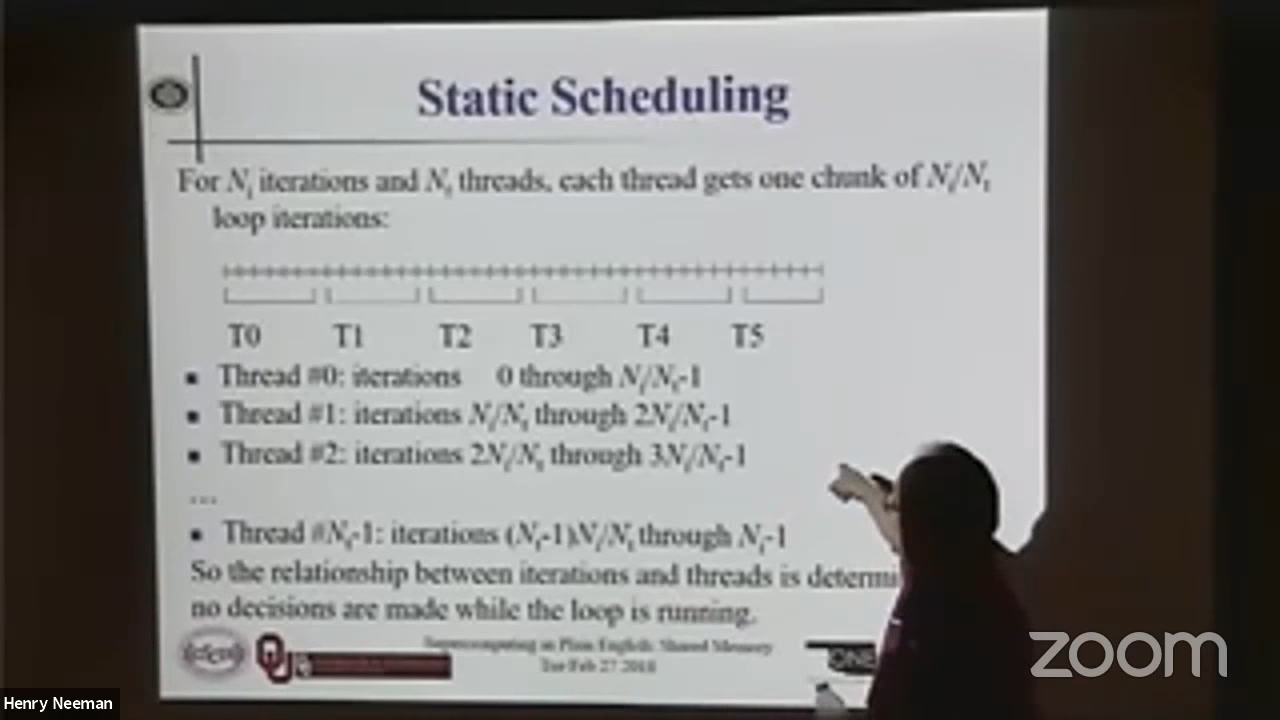 Static Scheduling
For Ni iterations and Nt threads, each thread gets one chunk of Ni/Nt
loop iterations:
T0 T1 T2 T3 T4 T5
▪ Thread #0: iterations 0 through Ni/Nt-1
▪ Thread #1: iterations Ni/Nt through 2Ni/Nt-1
▪ Thread #2: iterations 2Ni/Nt through 3Ni/Nt-1
…
▪ Thread #Nt-1: iterations (Nt-1)Ni/Nt through Ni-1
So the relationship between iterations and threads is determi
no decisions are made while the loop is running.
Supercomputing in Plain English: Shared Memory
Tue Feb 27 2018
ONE
zoom
Henry Neeman